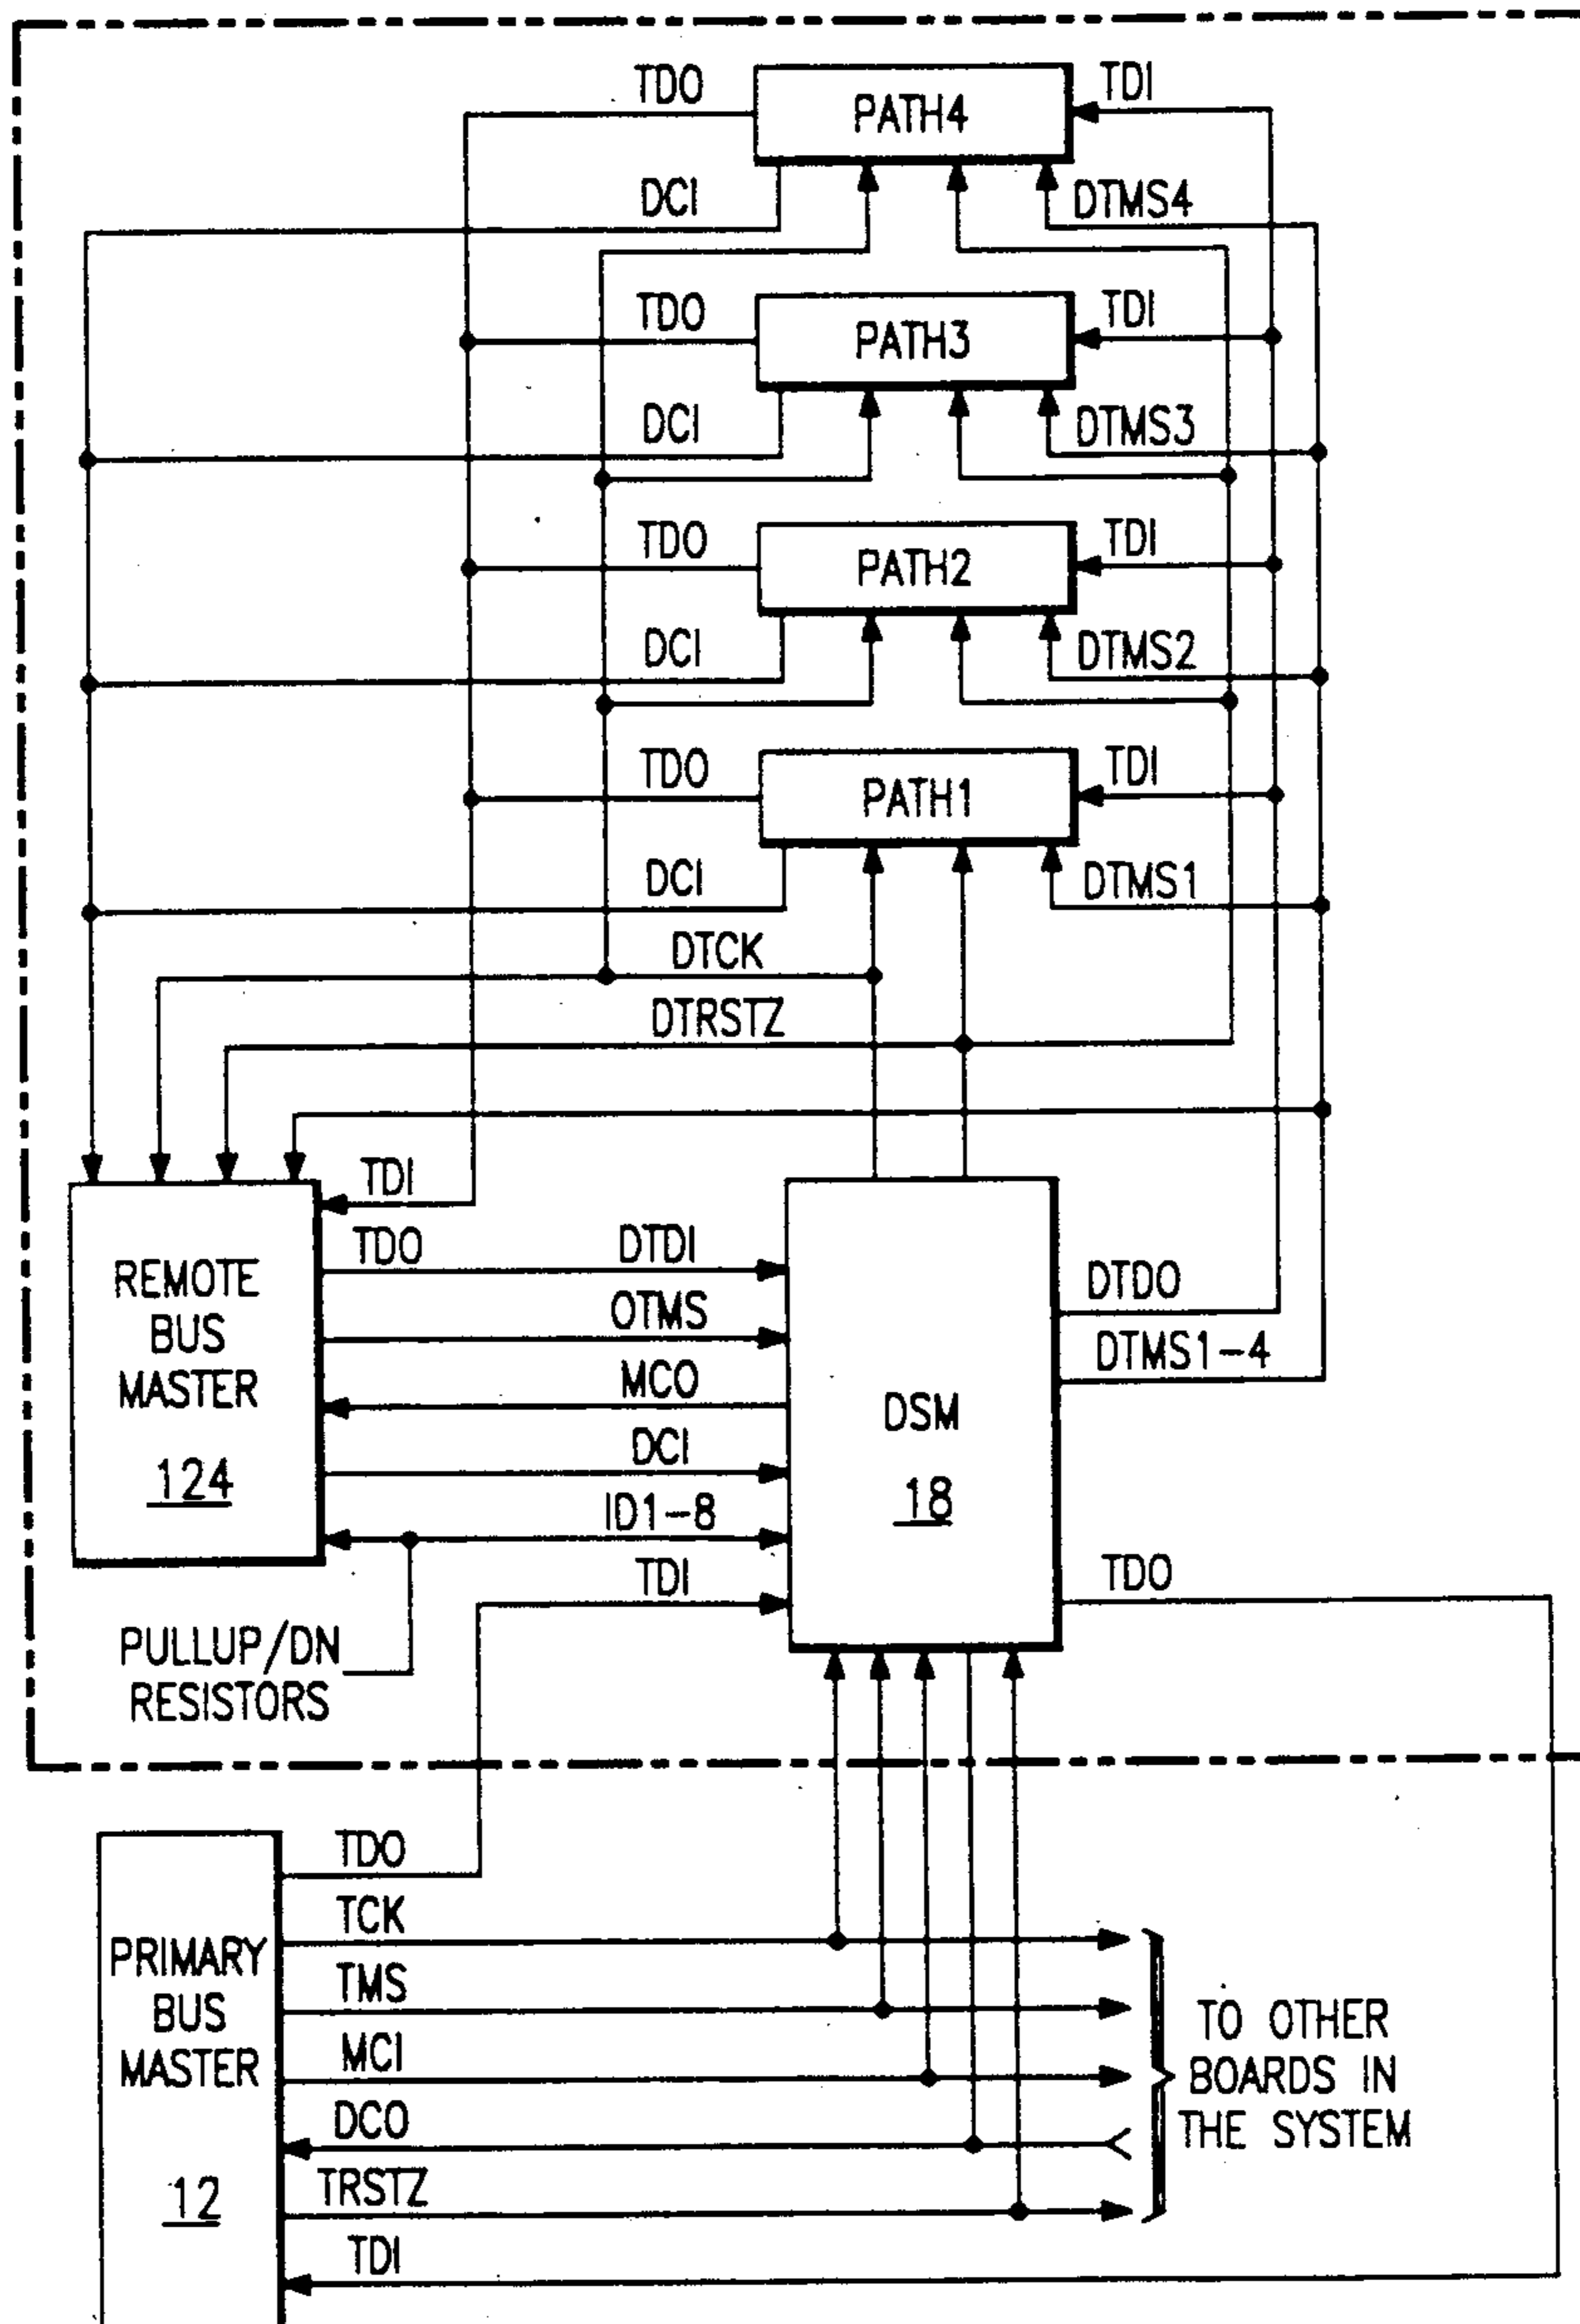 TDO
PATH4
TDI
DCI
DTMS4
TDO
PATH3
TDI
DCI
DTMS3
TDO
PATH2
TDI
DCI
DTMS2
TDO
PATH1
TDI
DCI
DTMS1
DTCK
DTRSTZ
TDI
REMOTE
BUS
MASTER
124
TDO
DTDI
OTMS
MCO
DCI
ID1-8
TDI
DSM
18
DTDO
DTMS1-4
TDO
PULLUP/DN
RESISTORS
PRIMARY
BUS
MASTER
12
TDO
TCK
TMS
MCI
DCO
TRSTZ
TDI
TO OTHER
BOARDS IN
THE SYSTEM